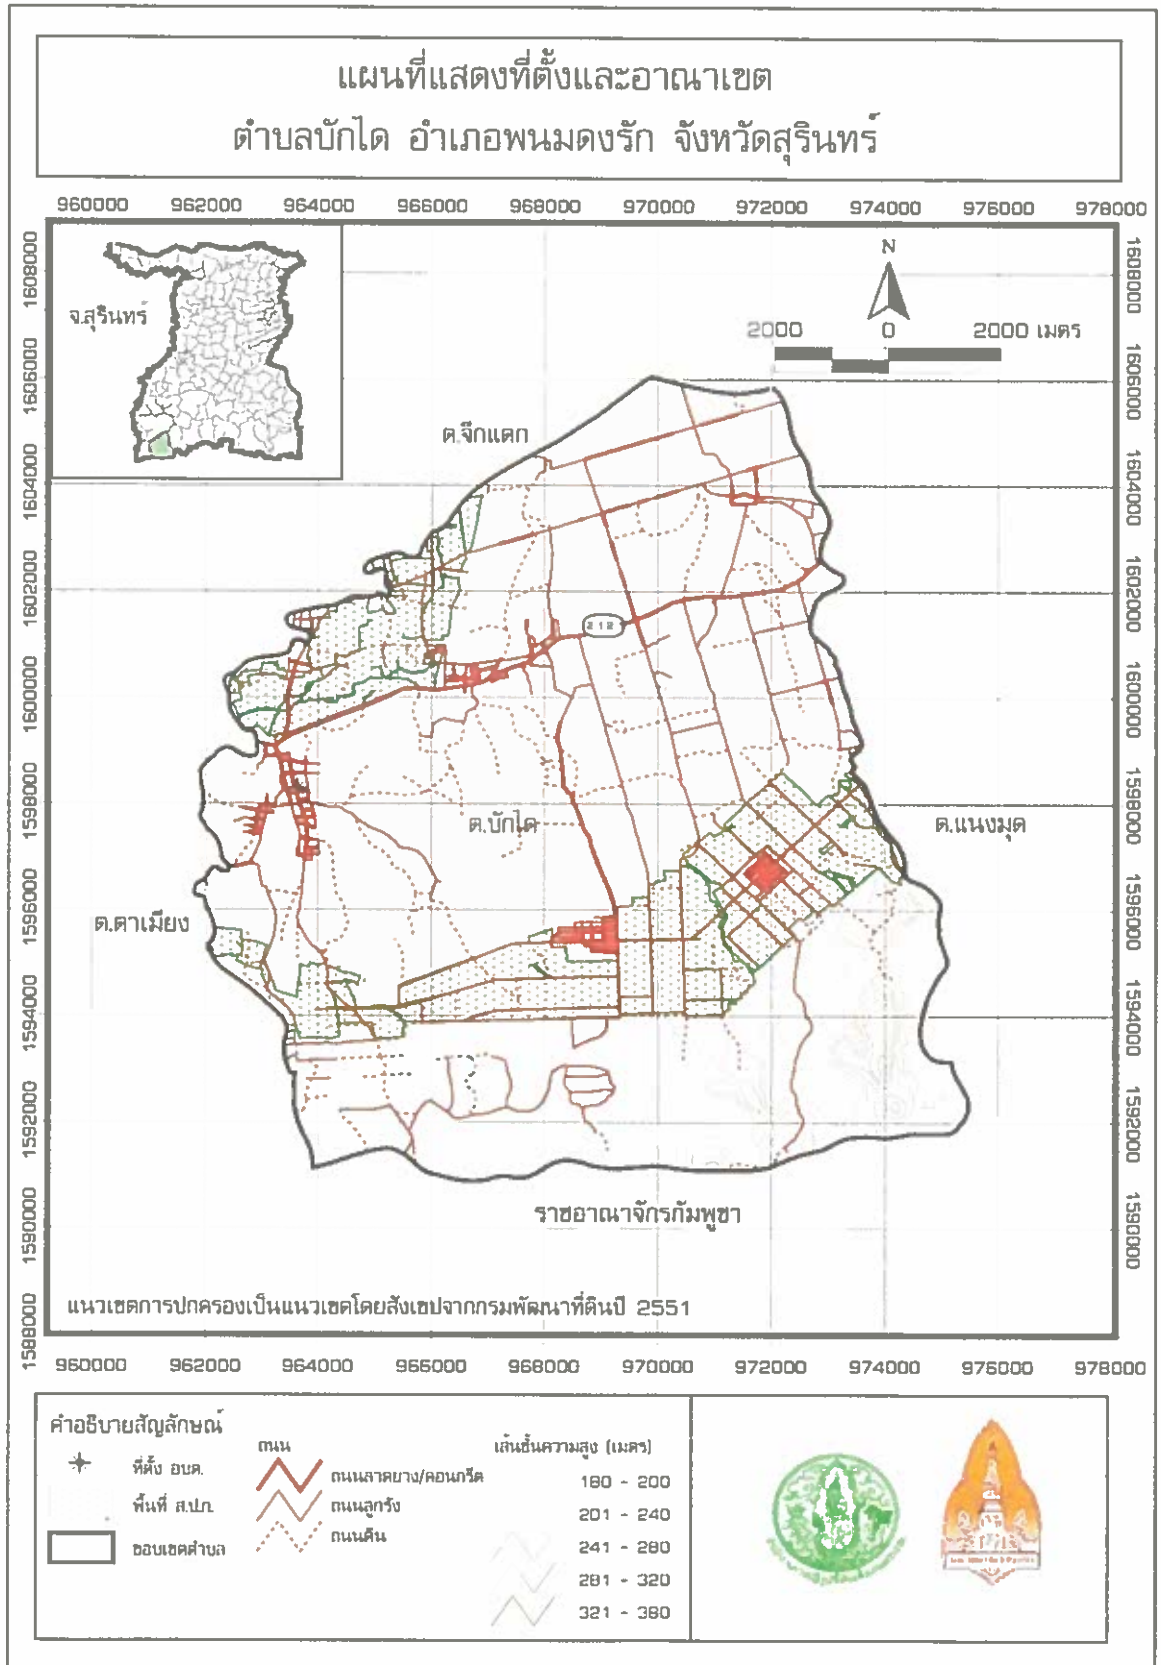 แผนที่แสดงที่ตั้งและอาณาเขต
ตำบลบักได อำเภอพนมดงรัก จังหวัดสุรินทร์
960000 962000 964000 966000 968000 970000 972000 974000 976000 978000
1608000
1606000
1604000
1602000
1600000
1598000
1596000
1594000
1592000
1590000
1588000
จ.สุรินทร์
N
2000 0 2000 เมตร
ต.จีกแดก
212
ต.บักได
ต.แนงมุด
ต.ตาเมียง
ราชอาณาจักรกัมพูชา
แนวเขตการปกครองเป็นแนวเขตโดยสังเขปจากกรมพัฒนาที่ดินปี 2551
1608000
1606000
1604000
1602000
1600000
1598000
1596000
1594000
1592000
1590000
960000 962000 964000 966000 968000 970000 972000 974000 976000 978000
คำอธิบายสัญลักษณ์
ที่ตั้ง อบต.
พื้นที่ ส.ป.ก.
ขอบเขตตำบล
ถนน
ถนนลาดยาง/คอนกรีต
ถนนลูกรัง
ถนนดิน
เส้นชั้นความสูง (เมตร)
180 - 200
201 - 240
241 - 280
281 - 320
321 - 380